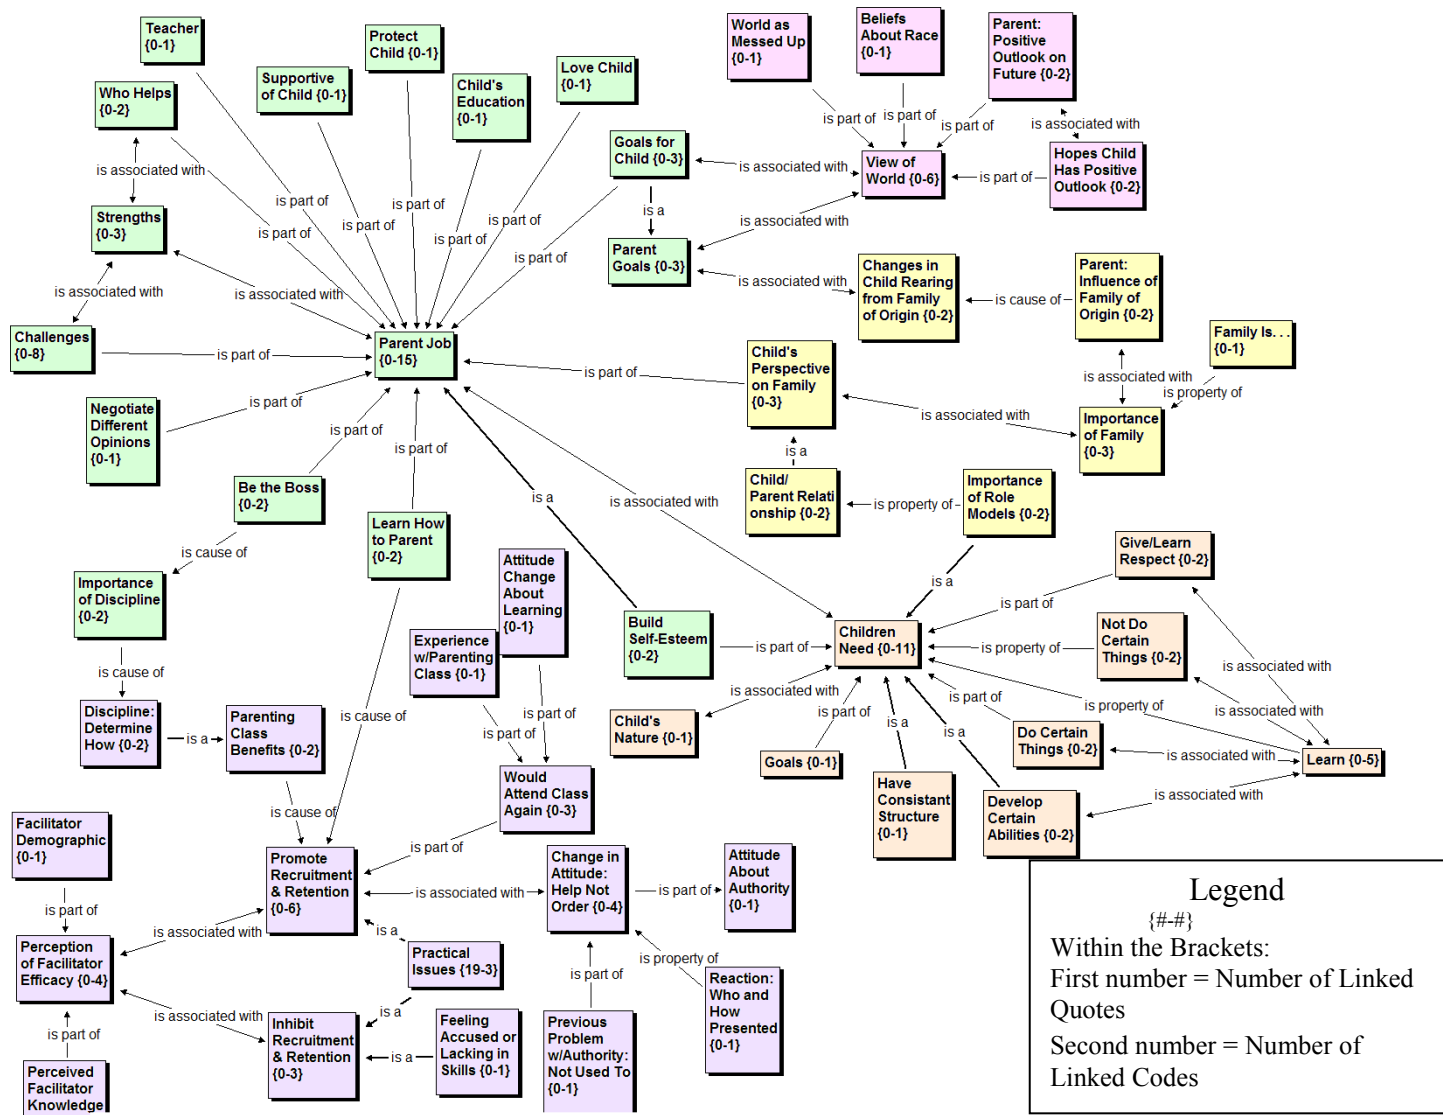 Teacher
{0-1}
Protect
Child {0-1}
Supportive
of Child {0-1}
Child's
Education
{0-1}
Love Child
{0-1}
Who Helps
{0-2}
World as
Messed Up
{0-1}
Beliefs
About Race
{0-1}
Parent:
Positive
Outlook on
Future {0-2}
Goals for
Child {0-3}
View of
World {0-6}
Hopes Child
Has Positive
Outlook {0-2}
is part of
is part of
is part of
is associated with
is associated with
is part of
is associated with
is a
is associated with
Strengths
{0-3}
is part of
is part of
is part of
is part of
is part of
is part of
is part of
Parent
Goals {0-3}
is associated with
Changes in
Child Rearing
from Family
of Origin {0-2}
is cause of
Parent:
Influence of
Family of
Origin {0-2}
Family Is. . .
{0-1}
is associated with
is associated with
Challenges
{0-8}
is part of
Parent Job
{0-15}
is part of
Child's
Perspective
on Family
{0-3}
is associated with
is property of
is associated with
Importance
of Family
{0-3}
Negotiate
Different
Opinions
{0-1}
is part of
is part of
is part of
is a
Child/
Parent Relati
onship {0-2}
is property of
Importance
of Role
Models {0-2}
Be the Boss
{0-2}
Learn How
to Parent
{0-2}
is a
is associated with
is cause of
Importance
of Discipline
{0-2}
Attitude
Change
About
Learning
{0-1}
Experience
w/Parenting
Class {0-1}
Build
Self-Esteem
{0-2}
is part of
Children
Need {0-11}
is a
Give/Learn
Respect {0-2}
is part of
Not Do
Certain
Things {0-2}
is property of
is associated with
is associated with
is property of
is associated with
Child's
Nature {0-1}
is part of
Goals {0-1}
is a
Have
Consistant
Structure
{0-1}
is a
Develop
Certain
Abilities {0-2}
is part of
Do Certain
Things {0-2}
is associated with
Learn {0-5}
is associated with
is cause of
Discipline:
Determine
How {0-2}
is a
Parenting
Class
Benefits {0-2}
is cause of
is cause of
is part of
is part of
Would
Attend Class
Again {0-3}
is part of
Facilitator
Demographic
{0-1}
is part of
Promote
Recruitment
& Retention
{0-6}
is associated with
Change in
Attitude:
Help Not
Order {0-4}
is part of
Attitude
About
Authority
{0-1}
is associated with
is a
Perception
of Facilitator
Efficacy {0-4}
Practical
Issues {19-3}
is part of
is property of
Reaction:
Who and
How
Presented
{0-1}
is associated with
is a
is part of
Inhibit
Recruitment
& Retention
{0-3}
is a
Feeling
Accused or
Lacking in
Skills {0-1}
Previous
Problem
w/Authority:
Not Used To
{0-1}
Perceived
Facilitator
Knowledge
Legend
{#-#}
Within the Brackets:
First number = Number of Linked
Quotes
Second number = Number of
Linked Codes